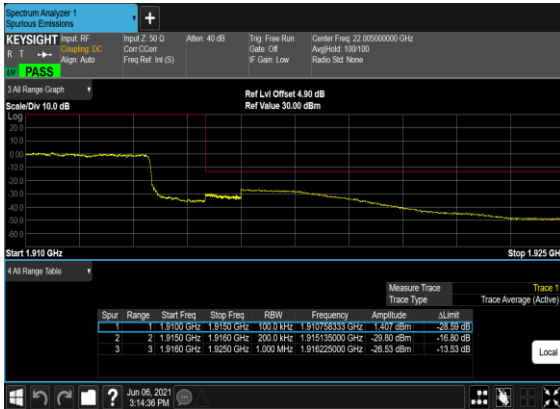 Spectrum Analyzer 1
Spurious Emissions
+
KEYSIGHT Input: RF Input Z: 50 Ω Atten: 40 dB Trig: Free Run Center Freq: 22.005000000 GHz
R T Coupling: DC Corr CCorr Gate: Off Avg|Hold: 100/100
Align: Auto Freq Ref: Int (S) IF Gain: Low Radio Std: None
PASS
3 All Range Graph Ref Lvl Offset 4.90 dB
Scale/Div 10.0 dB Ref Value 30.00 dBm
Log
20.0
10.0
0.00
-10.0
-20.0
-30.0
-40.0
-50.0
-60.0
Start 1.910 GHz Stop 1.925 GH
4 All Range Table
Measure Trace Trace 1
Trace Type Trace Average (Active)
Spur Range Start Freq Stop Freq RBW Frequency Amplitude ΔLimit
1 1 1.9100 GHz 1.9150 GHz 100.0 kHz 1.910758333 GHz 1.407 dBm -28.59 dB
2 2 1.9150 GHz 1.9160 GHz 200.0 kHz 1.915135000 GHz -29.80 dBm -16.80 dB
3 3 1.9160 GHz 1.9250 GHz 1.000 MHz 1.916225000 GHz -26.53 dBm -13.53 dB
Local
? Jun 06, 2021
3:14:36 PM